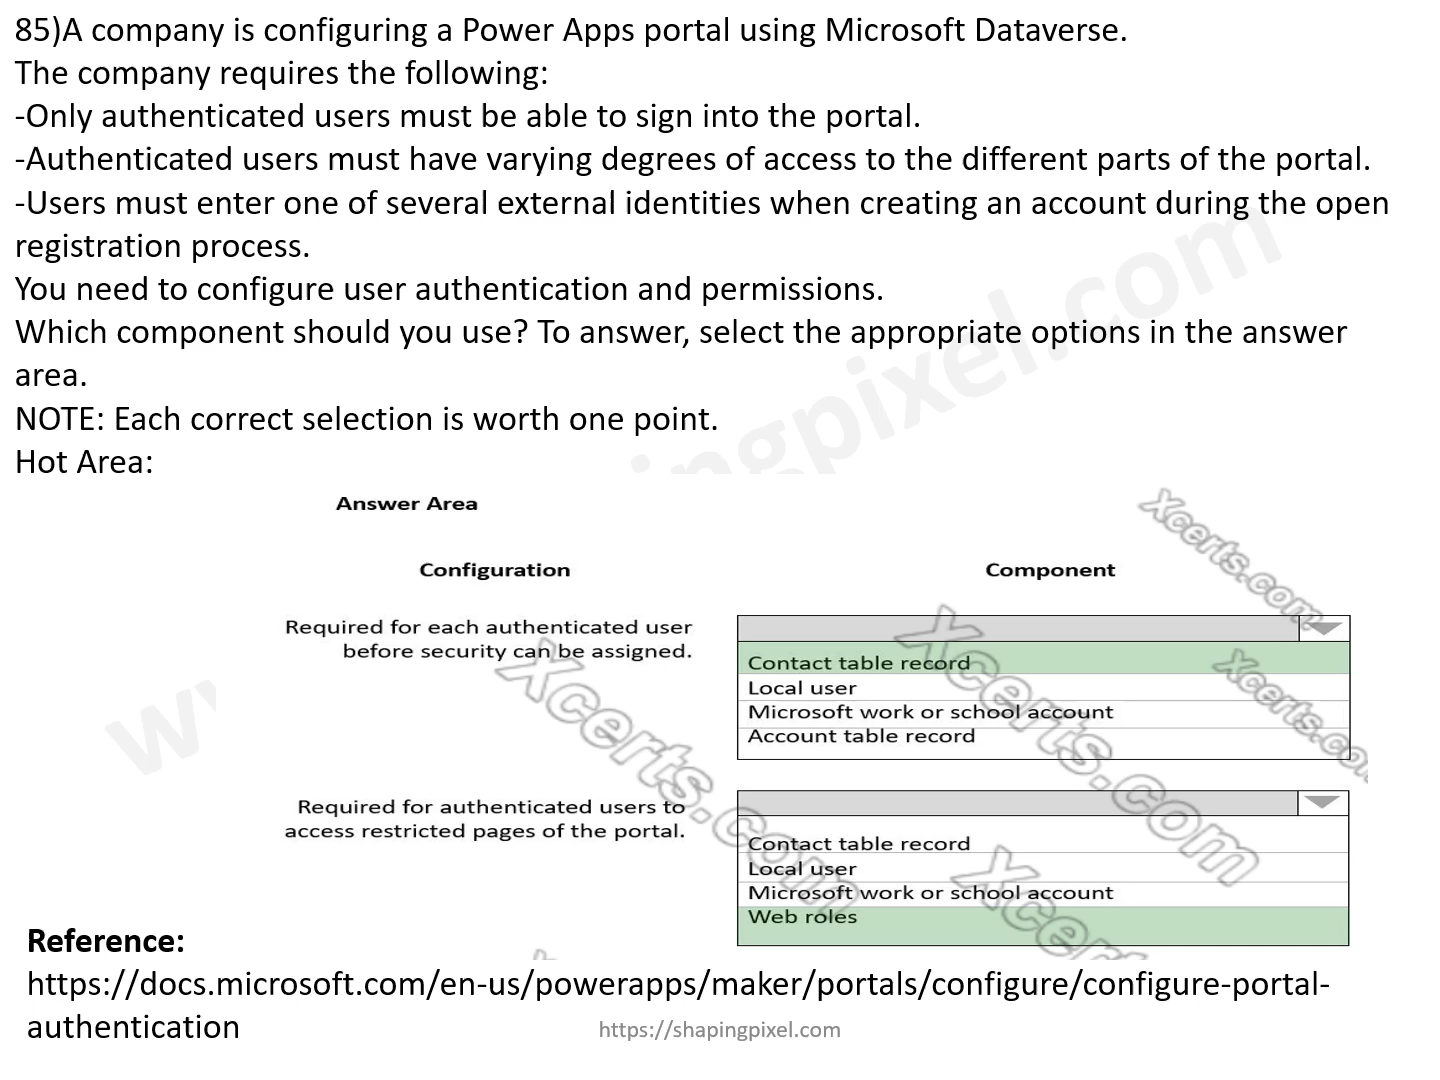 85)A company is configuring a Power Apps portal using Microsoft Dataverse.
The company requires the following:
-Only authenticated users must be able to sign into the portal.
-Authenticated users must have varying degrees of access to the different parts of the portal.
-Users must enter one of several external identities when creating an account during the open
registration process.
You need to configure user authentication and permissions.
Which component should you use? To answer, select the appropriate options in the answer
area.
NOTE: Each correct selection is worth one point.
Hot Area:
Answer Area
Configuration
Component
Required for each authenticated user
before security can be assigned.
Contact table record
Local user
Microsoft work or school account
Account table record
Required for authenticated users to
access restricted pages of the portal.
Contact table record
Local user
Microsoft work or school account
Web roles
Reference:
https://docs.microsoft.com/en-us/powerapps/maker/portals/configure/configure-portal-
authentication
https://shapingpixel.com
Xcerts.com
Xcerts.com
Xcerts.com